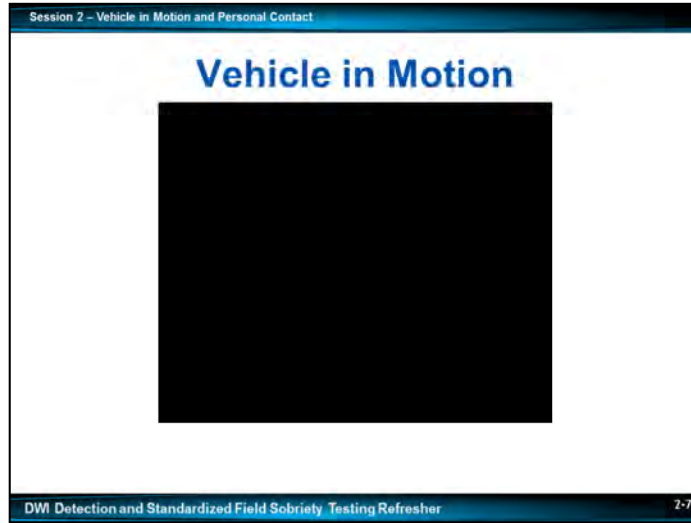 Session 2 – Vehicle in Motion and Personal Contact
Vehicle in Motion
DWI Detection and Standardized Field Sobriety Testing Refresher
2-7